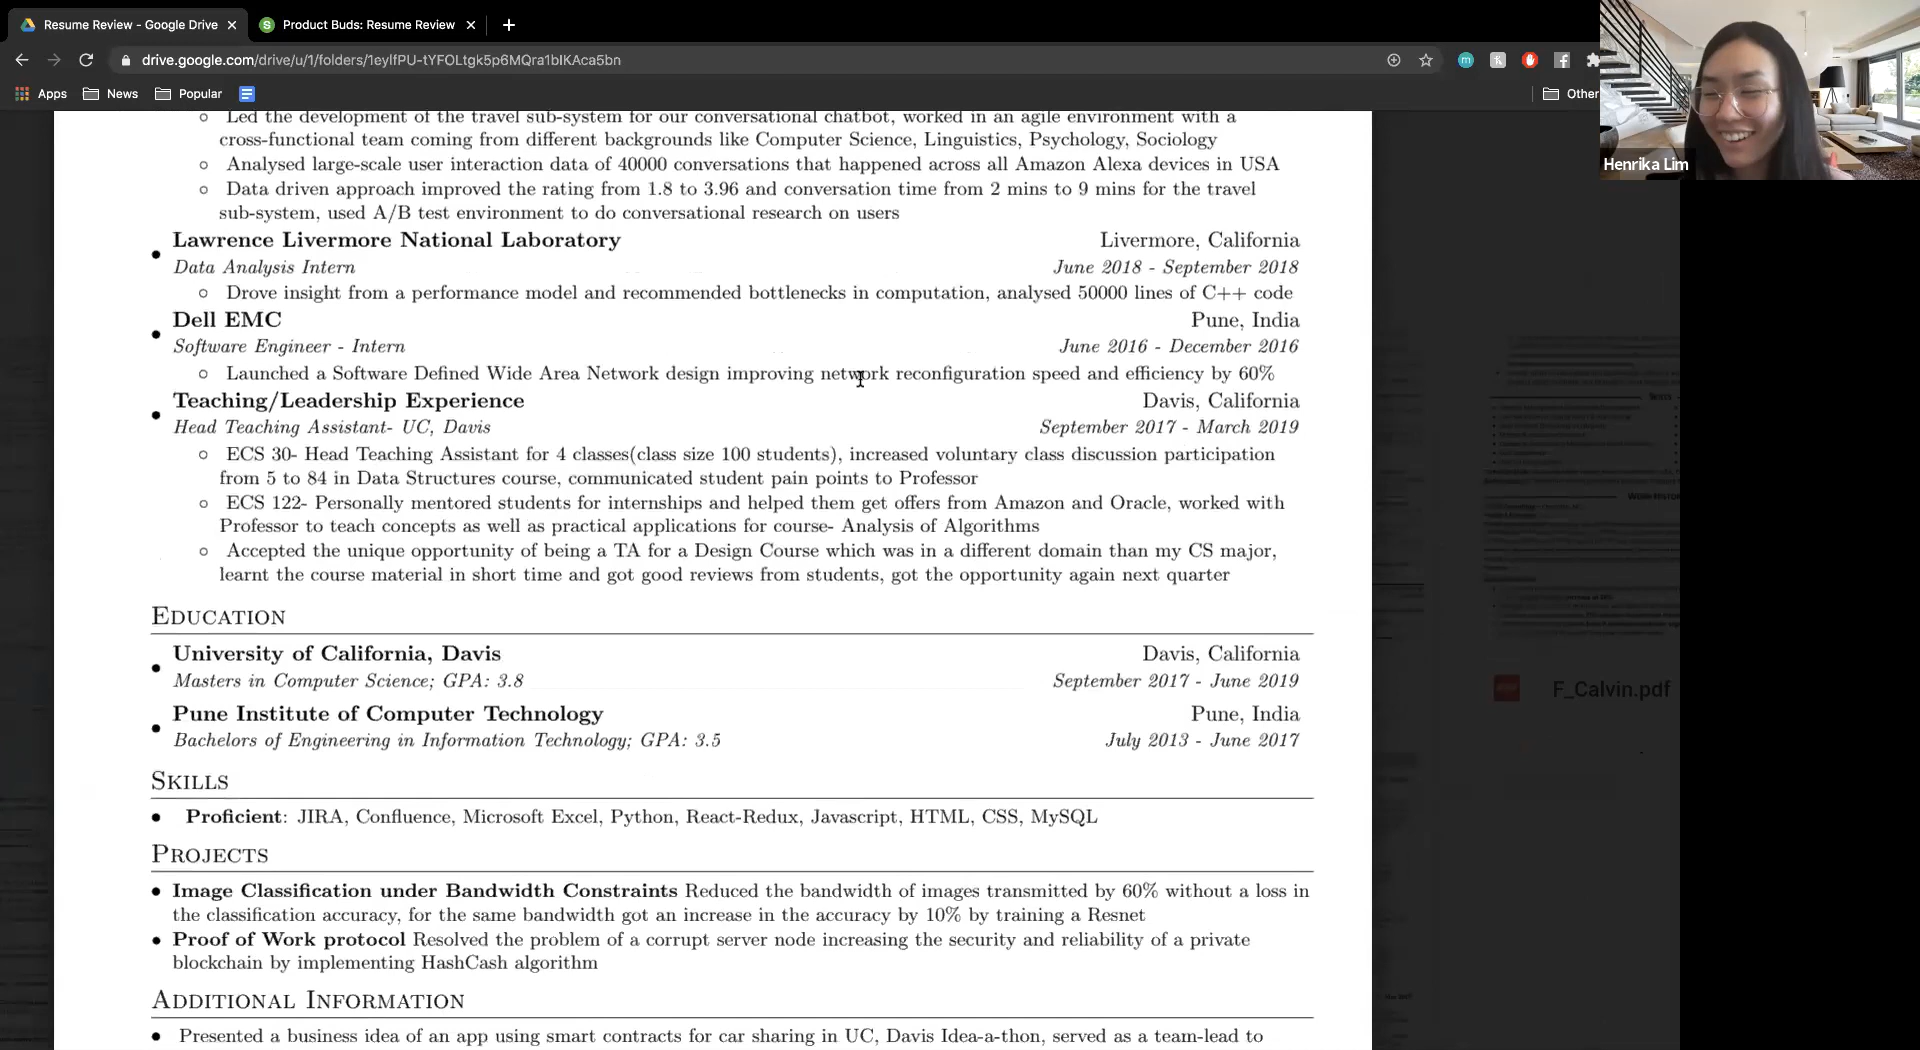 Resume Review - Google Drive
Product Buds: Resume Review
drive.google.com/drive/u/1/folders/1eylfPU-tYFOLtgk5p6MQra1bIKAca5bn
Apps News Popular Other
Henrika Lim
Led the development of the travel sub-system for our conversational chatbot, worked in an agile environment with a
cross-functional team coming from different backgrounds like Computer Science, Linguistics, Psychology, Sociology
Analysed large-scale user interaction data of 40000 conversations that happened across all Amazon Alexa devices in USA
Data driven approach improved the rating from 1.8 to 3.96 and conversation time from 2 mins to 9 mins for the travel
sub-system, used A/B test environment to do conversational research on users
Lawrence Livermore National Laboratory Livermore, California
Data Analysis Intern June 2018 - September 2018
Drove insight from a performance model and recommended bottlenecks in computation, analysed 50000 lines of C++ code
Dell EMC Pune, India
Software Engineer - Intern June 2016 - December 2016
Launched a Software Defined Wide Area Network design improving network reconfiguration speed and efficiency by 60%
Teaching/Leadership Experience Davis, California
Head Teaching Assistant- UC, Davis September 2017 - March 2019
ECS 30- Head Teaching Assistant for 4 classes(class size 100 students), increased voluntary class discussion participation
from 5 to 84 in Data Structures course, communicated student pain points to Professor
ECS 122- Personally mentored students for internships and helped them get offers from Amazon and Oracle, worked with
Professor to teach concepts as well as practical applications for course- Analysis of Algorithms
Accepted the unique opportunity of being a TA for a Design Course which was in a different domain than my CS major,
learnt the course material in short time and got good reviews from students, got the opportunity again next quarter
EDUCATION
University of California, Davis Davis, California
Masters in Computer Science; GPA: 3.8 September 2017 - June 2019
Pune Institute of Computer Technology Pune, India
Bachelors of Engineering in Information Technology; GPA: 3.5 July 2013 - June 2017
SKILLS
Proficient: JIRA, Confluence, Microsoft Excel, Python, React-Redux, Javascript, HTML, CSS, MySQL
PROJECTS
Image Classification under Bandwidth Constraints Reduced the bandwidth of images transmitted by 60% without a loss in
the classification accuracy, for the same bandwidth got an increase in the accuracy by 10% by training a Resnet
Proof of Work protocol Resolved the problem of a corrupt server node increasing the security and reliability of a private
blockchain by implementing HashCash algorithm
ADDITIONAL INFORMATION
Presented a business idea of an app using smart contracts for car sharing in UC, Davis Idea-a-thon, served as a team-lead to
F_Calvin.pdf